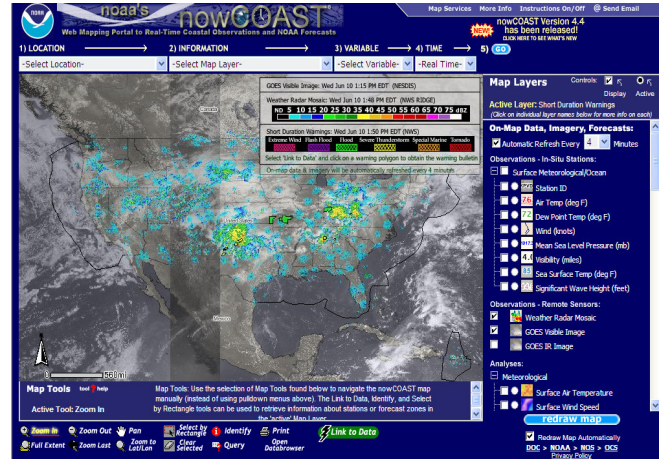 noaa's
nowCOAST
Web Mapping Portal to Real-Time Coastal Observations and NOAA Forecasts
Map Services More Info Instructions On/Off @ Send Email
NEW!
nowCOAST Version 4.4
has been released!
CLICK HERE TO SEE WHAT'S NEW
1) LOCATION 2) INFORMATION 3) VARIABLE 4) TIME 5) GO
-Select Location- -Select Map Layer- -Select Variable- -Real Time-
GOES Visible Image: Wed Jun 10 1:15 PM EDT (NESDIS)
Weather Radar Mosaic: Wed Jun 10 1:48 PM EDT (NWS RIDGE)
ND 5 10 15 20 25 30 35 40 45 50 55 60 65 70 75 dBZ
Short Duration Warnings: Wed Jun 10 1:50 PM EDT (NWS)
Extreme Wind Flash Flood Flood Severe Thunderstorm Special Marine Tornado
Select 'Link to Data' and click on a warning polygon to obtain the warning bulletin
On-map data & imagery will be automatically refreshed every 4 minutes
Canada
United States
Mexico
0 550 mi
Map Layers Controls:
Display Active
Active Layer: Short Duration Warnings
(Click on individual layer names below for more info on each)
On-Map Data, Imagery, Forecasts:
Automatic Refresh Every 4 Minutes
Observations - In-Situ Stations:
Surface Meteorological/Ocean
Station ID
76 Air Temp (deg F)
72 Dew Point Temp (deg F)
Wind (knots)
Mean Sea Level Pressure (mb)
4.0 Visibility (miles)
85 Sea Surface Temp (deg F)
Significant Wave Height (feet)
Observations - Remote Sensors:
Weather Radar Mosaic
GOES Visible Image
GOES IR Image
Analyses:
Meteorological
Surface Air Temperature
Surface Wind Speed
redraw map
Redraw Map Automatically
DOC > NOAA > NOS > OCS
Privacy Policy
Map Tools tool help
Active Tool: Zoom In
Map Tools: Use the selection of Map Tools found below to navigate the nowCOAST map
manually (instead of using pulldown menus above). The Link to Data, Identify, and Select
by Rectangle tools can be used to retrieve information about stations or forecast zones in
the 'active' Map Layer.
Zoom In Zoom Out Pan Select by Rectangle Identify Print Link to Data
Full Extent Zoom Last Zoom to Lat/Lon Clear Selected Query Open Databrowser